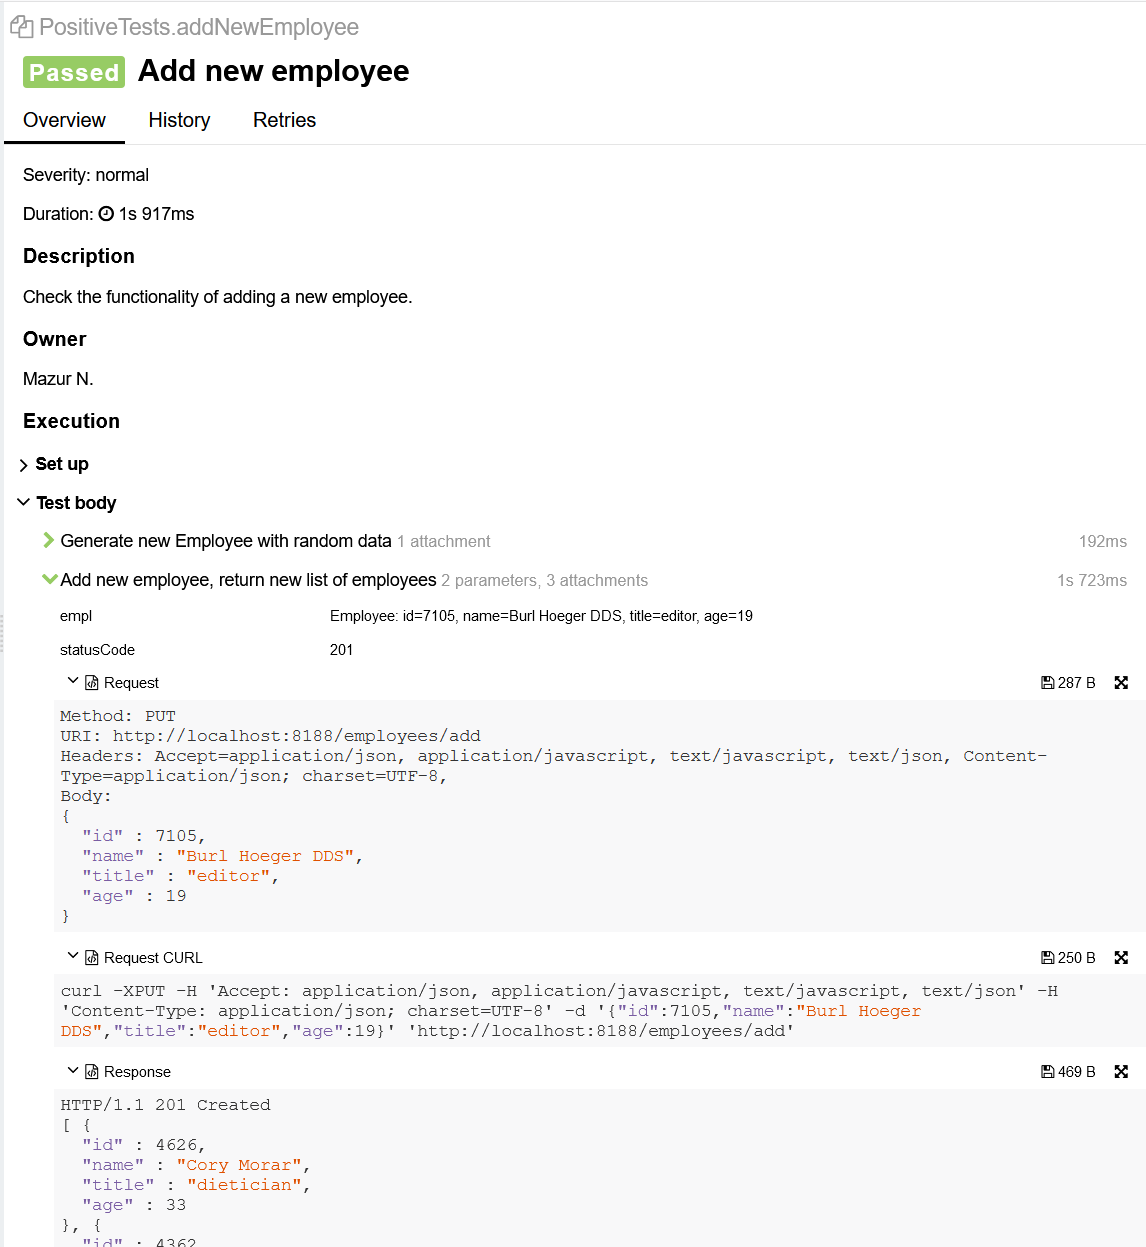 PositiveTests.addNewEmployee
Passed Add new employee
Overview History Retries
Severity: normal
Duration: 1s 917ms
Description
Check the functionality of adding a new employee.
Owner
Mazur N.
Execution
Set up
Test body
Generate new Employee with random data 1 attachment 192ms
Add new employee, return new list of employees 2 parameters, 3 attachments 1s 723ms
empl Employee: id=7105, name=Burl Hoeger DDS, title=editor, age=19
statusCode 201
Request 287 B
Method: PUT
URI: http://localhost:8188/employees/add
Headers: Accept=application/json, application/javascript, text/javascript, text/json, Content-
Type=application/json; charset=UTF-8,
Body:
{
"id" : 7105,
"name" : "Burl Hoeger DDS",
"title" : "editor",
"age" : 19
}
Request CURL 250 B
curl -XPUT -H 'Accept: application/json, application/javascript, text/javascript, text/json' -H
'Content-Type: application/json; charset=UTF-8' -d '{"id":7105,"name":"Burl Hoeger
DDS","title":"editor","age":19}' 'http://localhost:8188/employees/add'
Response 469 B
HTTP/1.1 201 Created
[ {
"id" : 4626,
"name" : "Cory Morar",
"title" : "dietician",
"age" : 33
}, {
"id" : 4362